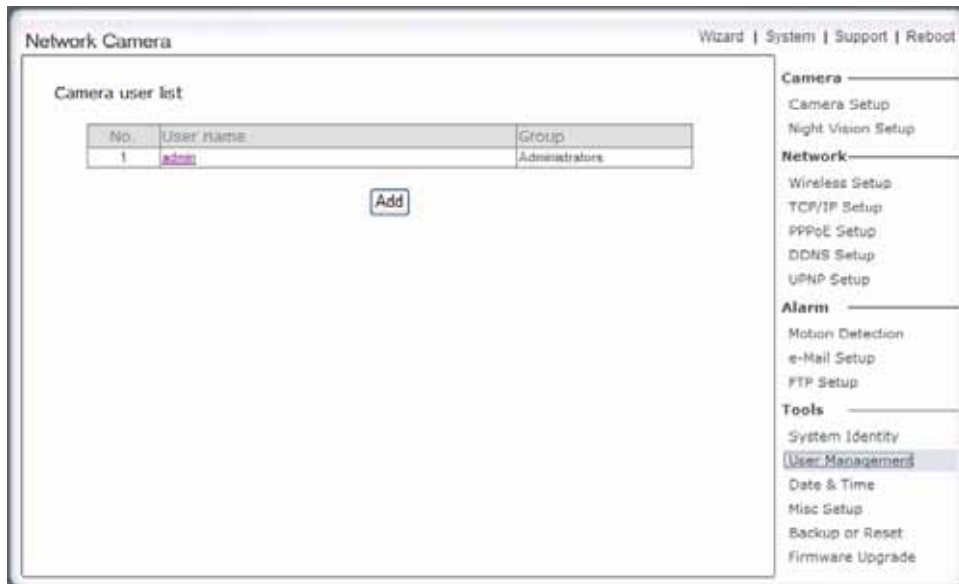 Network Camera
Wizard | System | Support | Reboot
Camera user list
No. User name Group
1 admin Administrators
Add
Camera
Camera Setup
Night Vision Setup
Network
Wireless Setup
TCP/IP Setup
PPPoE Setup
DDNS Setup
UPNP Setup
Alarm
Motion Detection
e-Mail Setup
FTP Setup
Tools
System Identity
User Management
Date & Time
Misc Setup
Backup or Reset
Firmware Upgrade